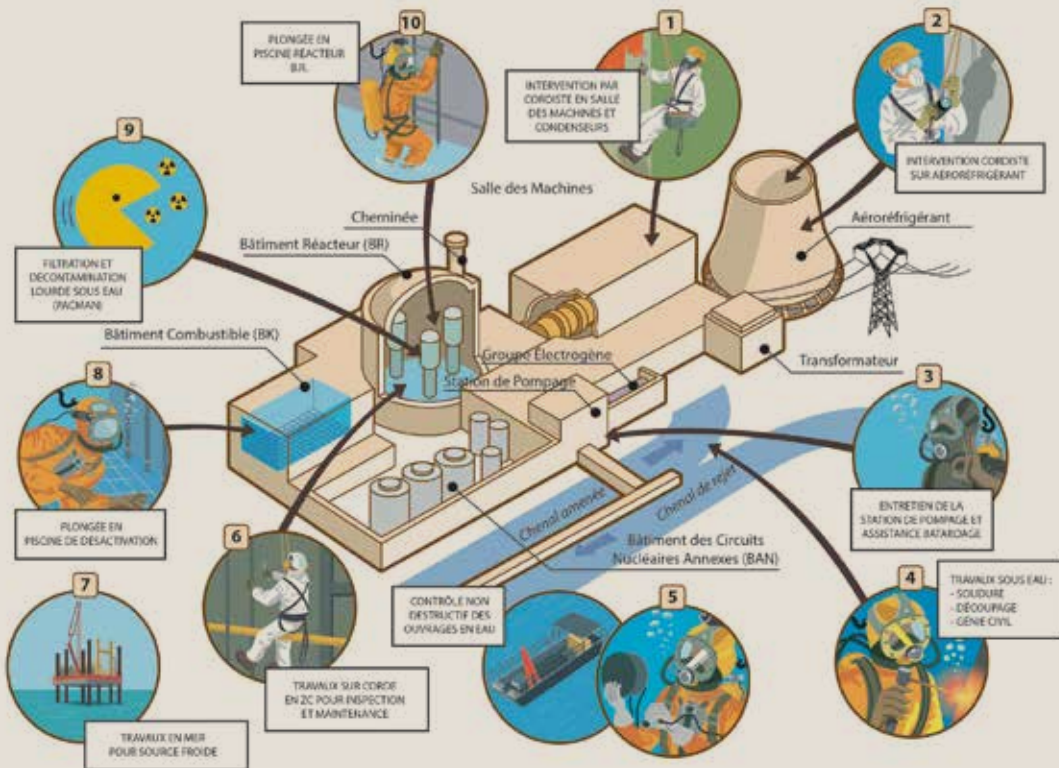 10
PLONGÉE EN
PISCINE RÉACTEUR
B.R.
1
INTERVENTION PAR
CORDISTE EN SALLE
DES MACHINES ET
CONDENSEURS
2
INTERVENTION CORDISTE
SUR AÉRORÉFRIGÉRANT
9
FILTRATION ET
DÉCONTAMINATION
LOURDE SOUS EAU
(PACMAN)
Salle des Machines
Cheminée
Bâtiment Réacteur (BR)
Aéroréfrigérant
Bâtiment Combustible (BK)
Groupe Électrogène
Station de Pompage
Transformateur
8
PLONGÉE EN
PISCINE DE DÉSACTIVATION
3
ENTRETIEN DE LA
STATION DE POMPAGE ET
ASSISTANCE BATARDAGE
Chenal amenée
Chenal de rejet
Bâtiment des Circuits
Nucléaires Annexes (BAN)
7
TRAVAUX EN MER
POUR SOURCE FROIDE
6
TRAVAUX SUR CORDE
EN ZC POUR INSPECTION
ET MAINTENANCE
CONTRÔLE NON
DESTRUCTIF DES
OUVRAGES EN EAU
5
4
TRAVAUX SOUS EAU :
- SOUDURE
- DÉCOUPAGE
- GÉNIE CIVIL